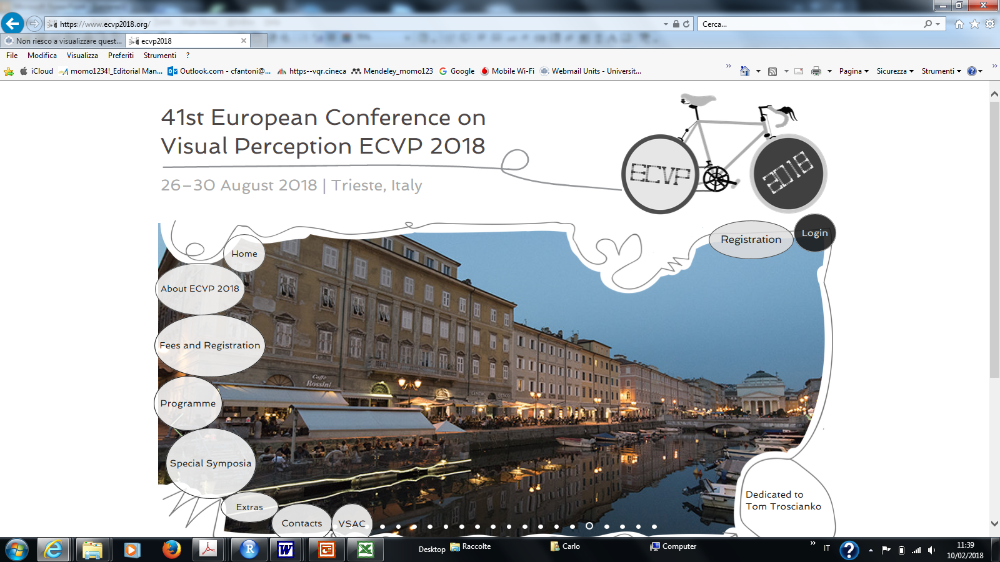 https://www.ecvp2018.org/
Cerca...
Non riesco a visualizzare quest...
ecvp2018
File Modifica Visualizza Preferiti Strumenti ?
iCloud momo1234!_Editorial Man... Outlook.com - cfantoni@... https--vqr.cineca Mendeley_momo123 Google Mobile Wi-Fi Webmail Units - Universit...
Pagina Sicurezza Strumenti
41st European Conference on
Visual Perception ECVP 2018
26–30 August 2018 | Trieste, Italy
ECVP
2018
Registration
Login
Home
About ECVP 2018
Fees and Registration
Programme
Special Symposia
Extras
Contacts
VSAC
Caffe
Rossini
Dedicated to
Tom Troscianko
Desktop Raccolte Carlo Computer
IT
11:39
10/02/2018